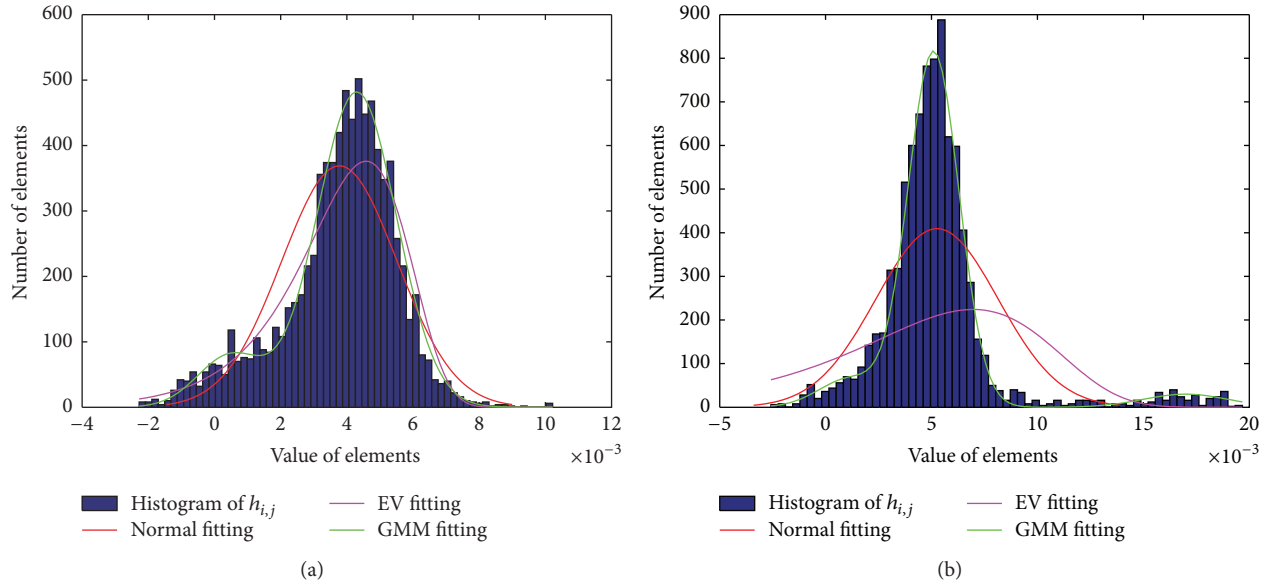 600
500
400
300
200
100
0
Number of elements
−4
−2
0
2
4
6
8
10
12
Value of elements
×10−3
Histogram of hi,j
Normal fitting
EV fitting
GMM fitting
(a)
900
800
700
600
500
400
300
200
100
0
Number of elements
−5
0
5
10
15
20
Value of elements
×10−3
Histogram of hi,j
Normal fitting
EV fitting
GMM fitting
(b)